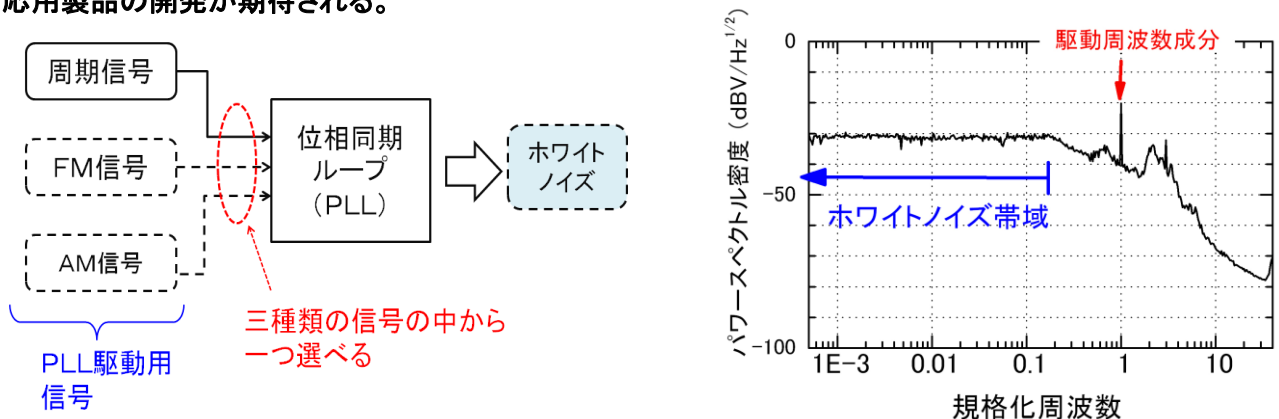 応用製品の開発が期待される。
周期信号
FM信号
AM信号
PLL駆動用
信号
三種類の信号の中から
一つ選べる
位相同期
ループ
(PLL)
ホワイト
ノイズ
パワースペクトル密度 (dBV/Hz^1/2)
0
-50
-100
駆動周波数成分
ホワイトノイズ帯域
1E-3
0.01
0.1
1
10
規格化周波数